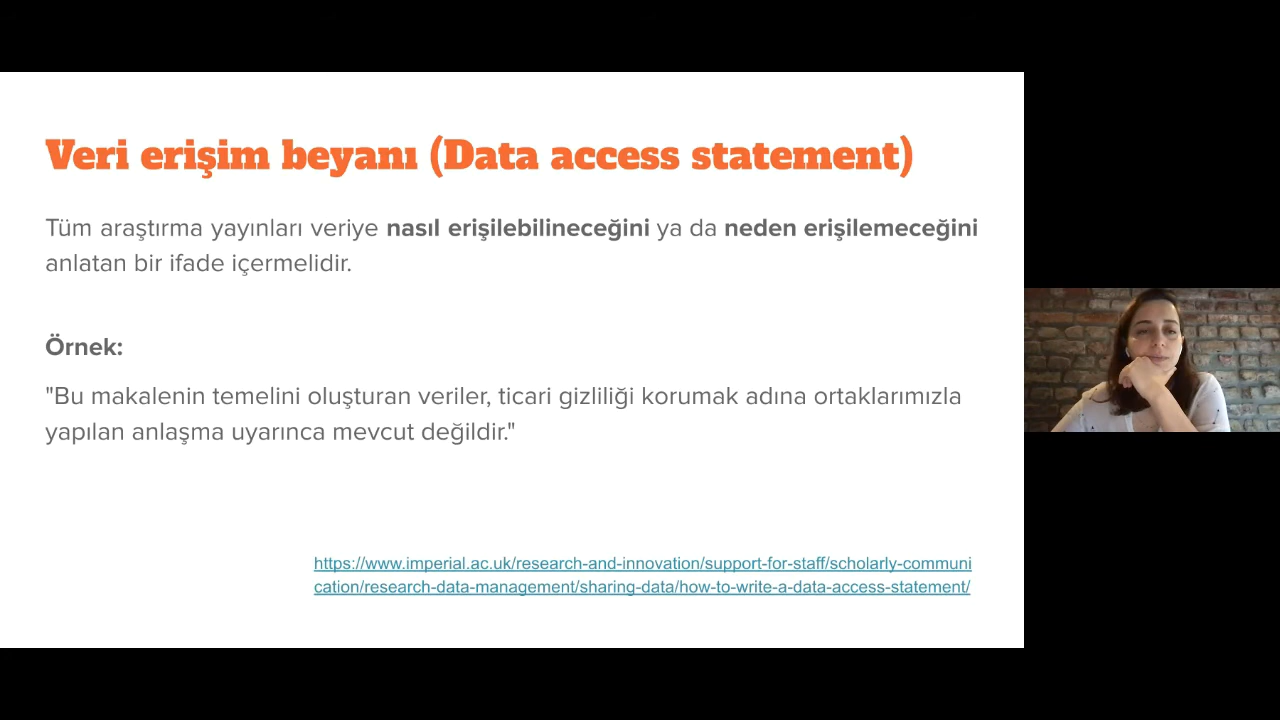 Veri erişim beyanı (Data access statement)
Tüm araştırma yayınları veriye nasıl erişilebilineceğini ya da neden erişilemeceğini
anlatan bir ifade içermelidir.
Örnek:
"Bu makalenin temelini oluşturan veriler, ticari gizliliği korumak adına ortaklarımızla
yapılan anlaşma uyarınca mevcut değildir."
https://www.imperial.ac.uk/research-and-innovation/support-for-staff/scholarly-communi
cation/research-data-management/sharing-data/how-to-write-a-data-access-statement/